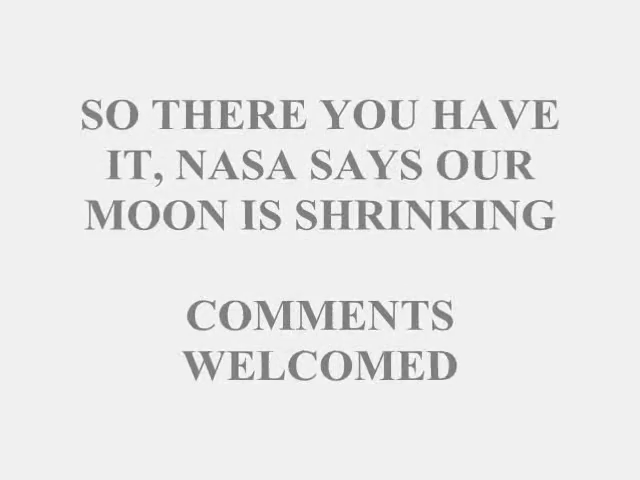 SO THERE YOU HAVE
IT, NASA SAYS OUR
MOON IS SHRINKING
COMMENTS
WELCOMED